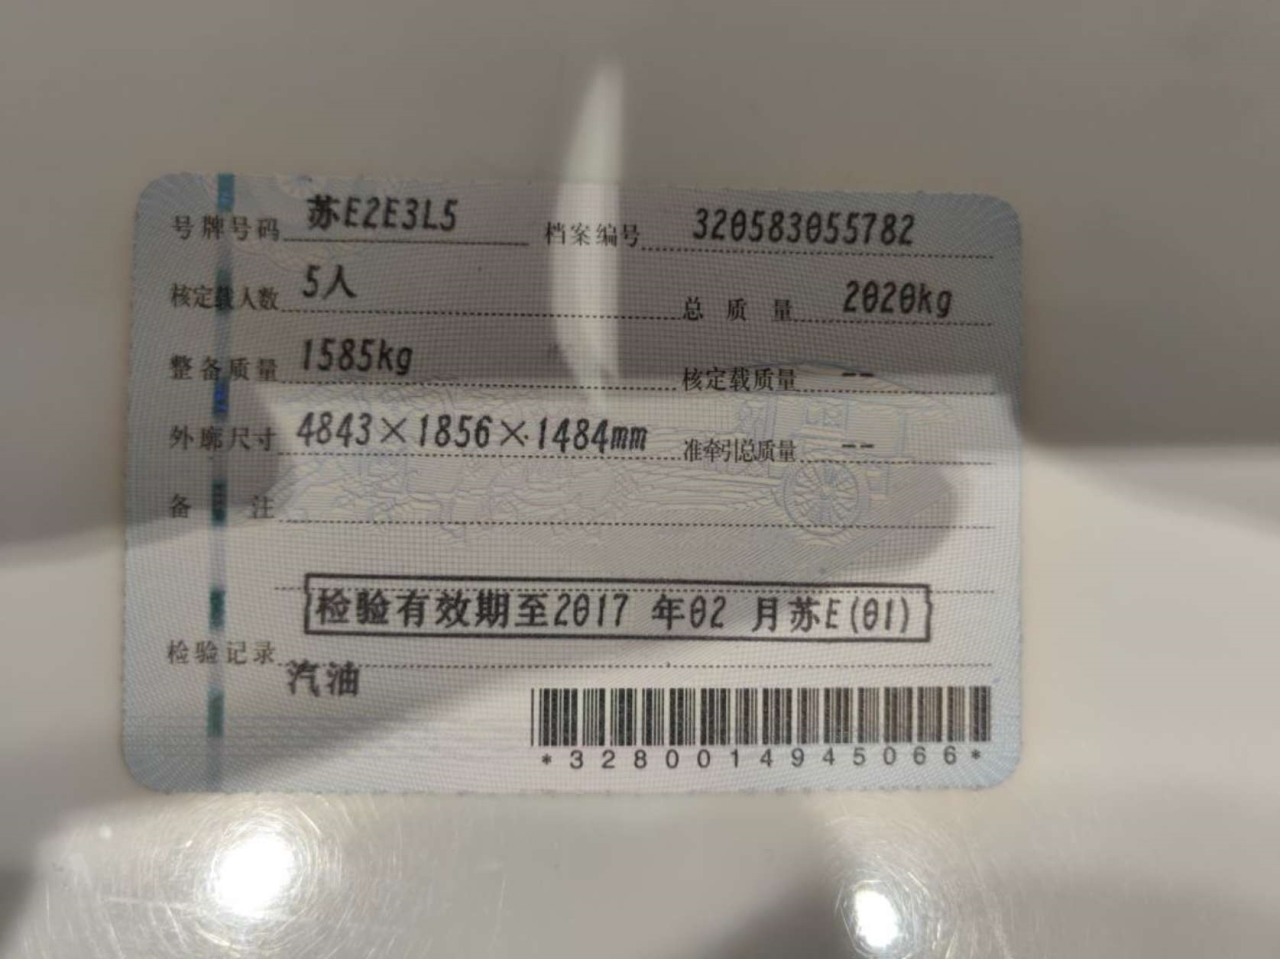 号牌号码 苏E2E3L5 档案编号 320583055782
核定载人数 5人 总质量 2020kg
整备质量 1585kg 核定载质量 --
外廓尺寸 4843×1856×1484mm 准牵引总质量 --
备注
检验有效期至2017 年02 月苏E(01)
检验记录
汽油
*3280014945066*